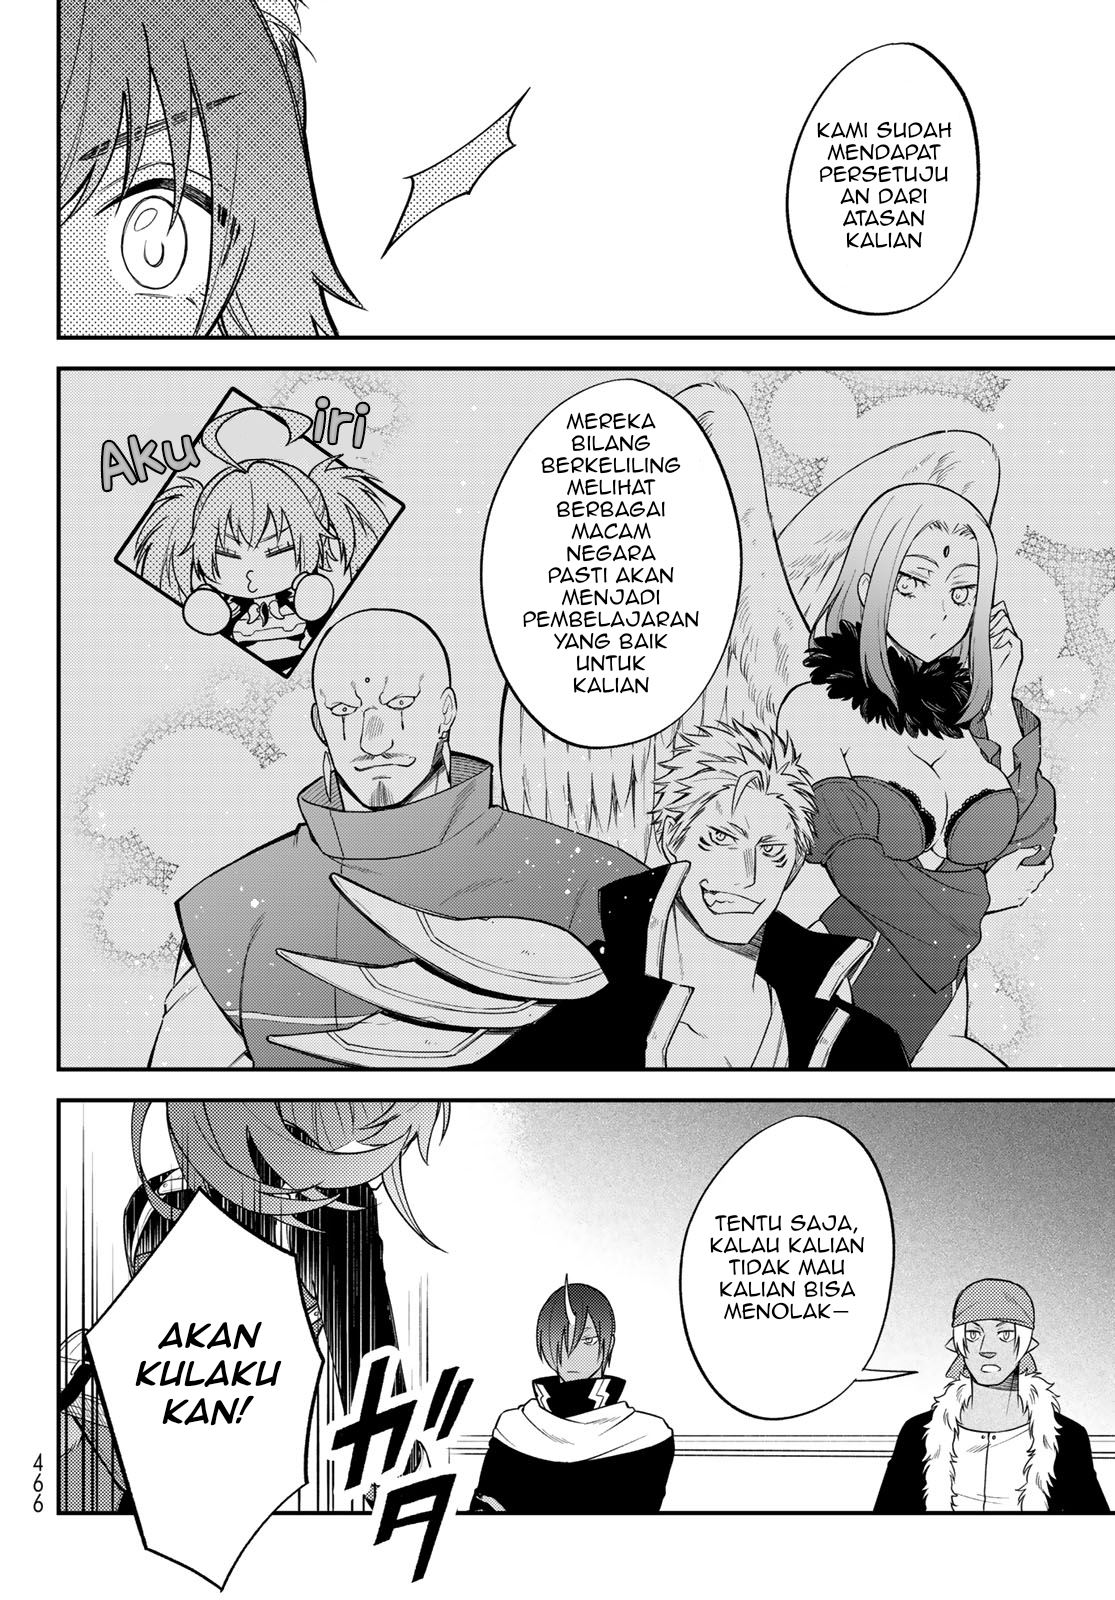 KAMI SUDAH
MENDAPAT
PERSETUJU
AN DARI
ATASAN
KALIAN
Aku
iri
MEREKA
BILANG
BERKELILING
MELIHAT
BERBAGAI
MACAM
NEGARA
PASTI AKAN
MENJADI
PEMBELAJARAN
YANG BAIK
UNTUK
KALIAN
TENTU SAJA,
KALAU KALIAN
TIDAK MAU
KALIAN BISA
MENOLAK–
AKAN
KULAKU
KAN!
ガタ
466